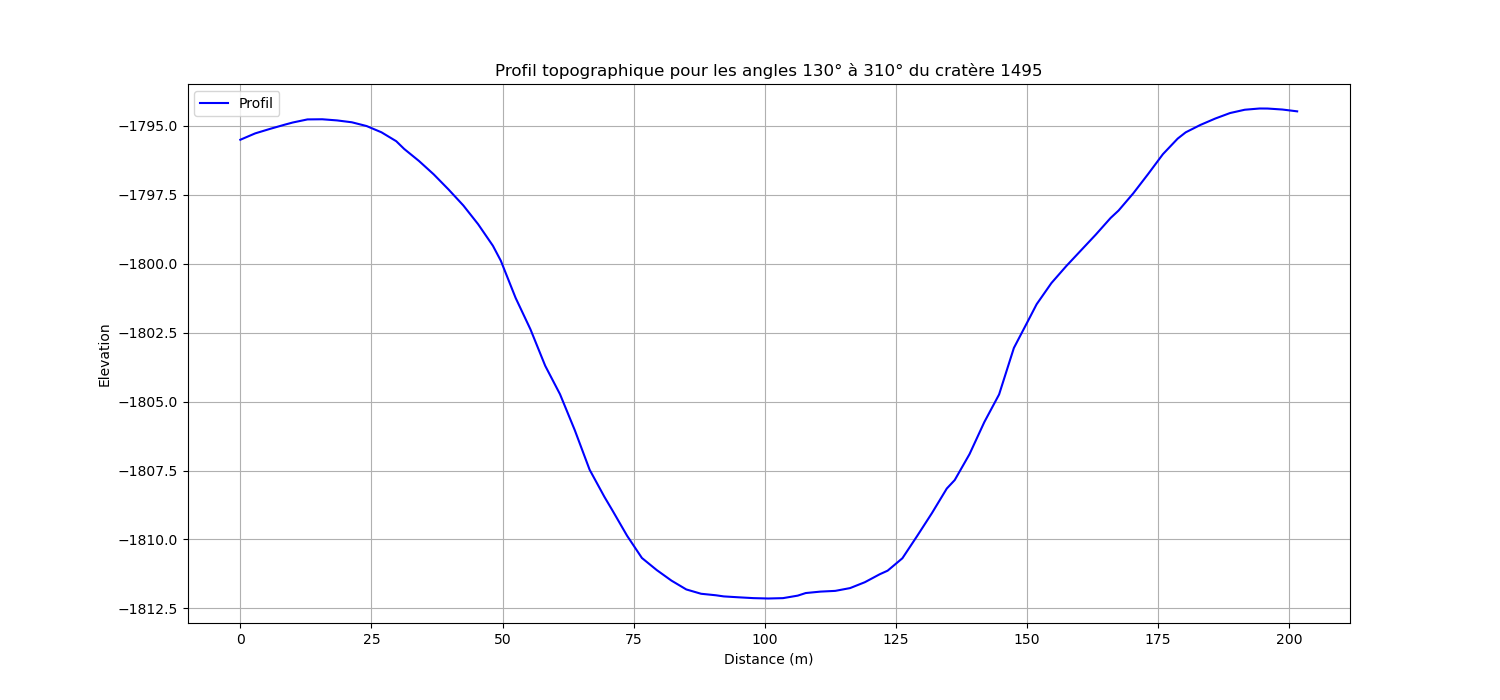 Profil topographique pour les angles 130° à 310° du cratère 1495
Profil
−1795.0
−1797.5
−1800.0
−1802.5
−1805.0
−1807.5
−1810.0
−1812.5
Elevation
0 25 50 75 100 125 150 175 200
Distance (m)